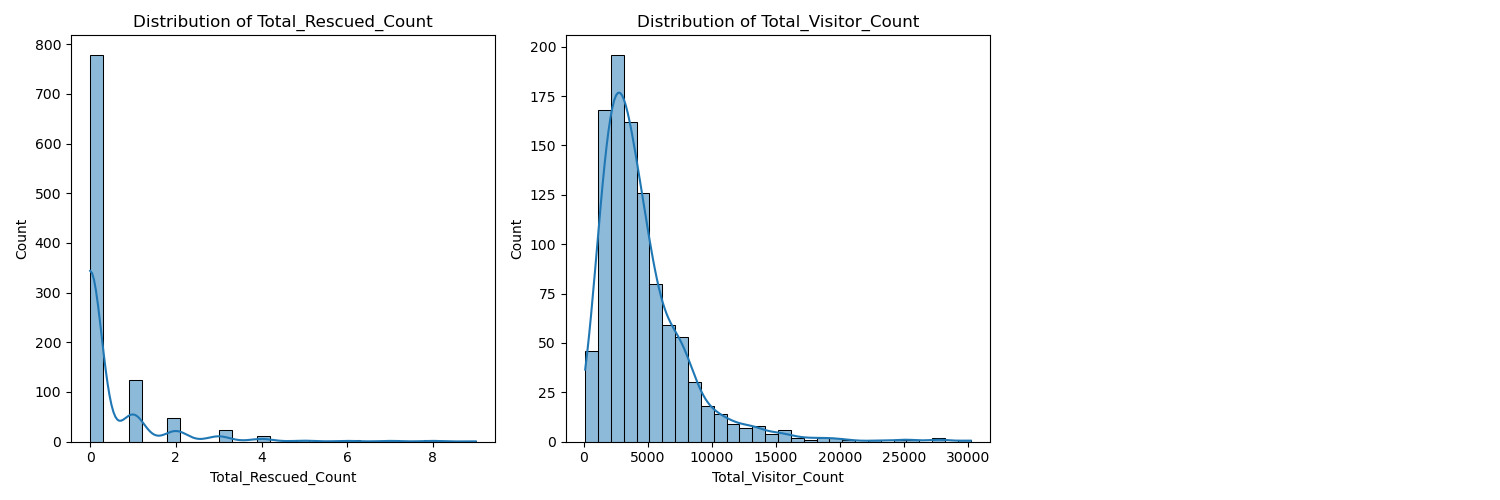 Distribution of Total_Rescued_Count
800
700
600
500
400
300
200
100
0
Count
0 2 4 6 8
Total_Rescued_Count
Distribution of Total_Visitor_Count
200
175
150
125
100
75
50
25
0
Count
0 5000 10000 15000 20000 25000 30000
Total_Visitor_Count